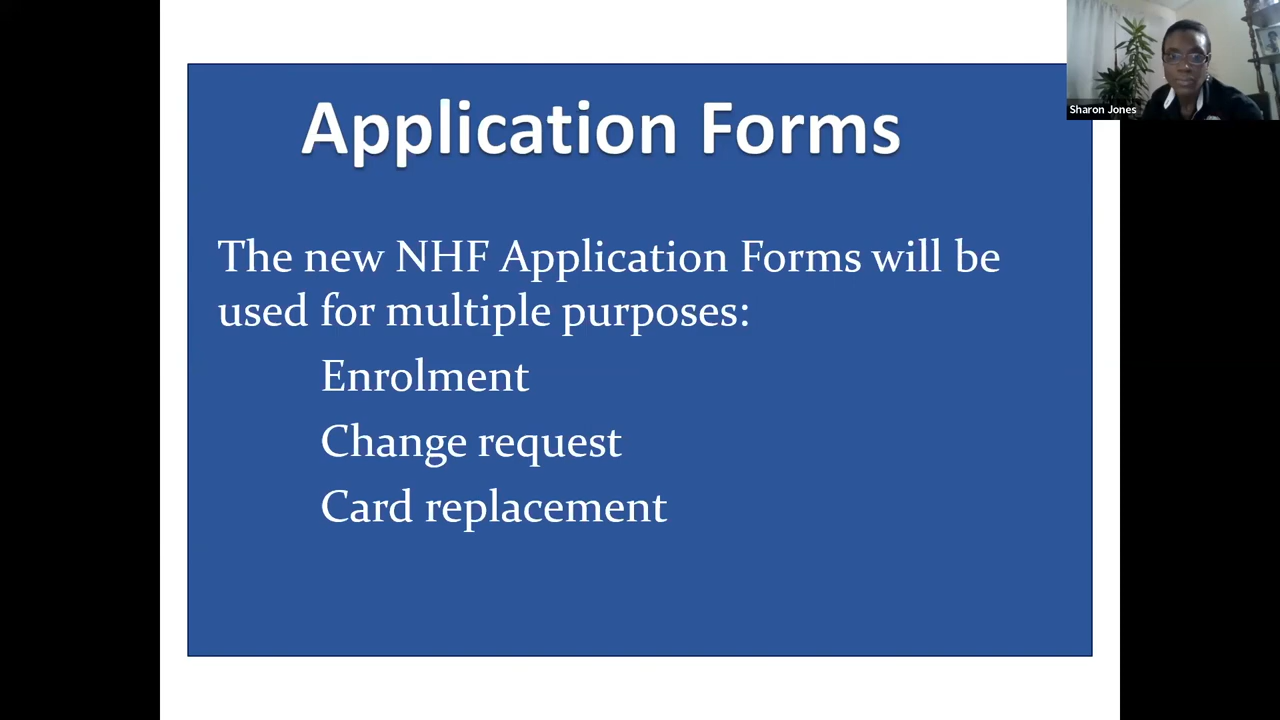 Application Forms
Sharon Jones
The new NHF Application Forms will be
used for multiple purposes:
Enrolment
Change request
Card replacement